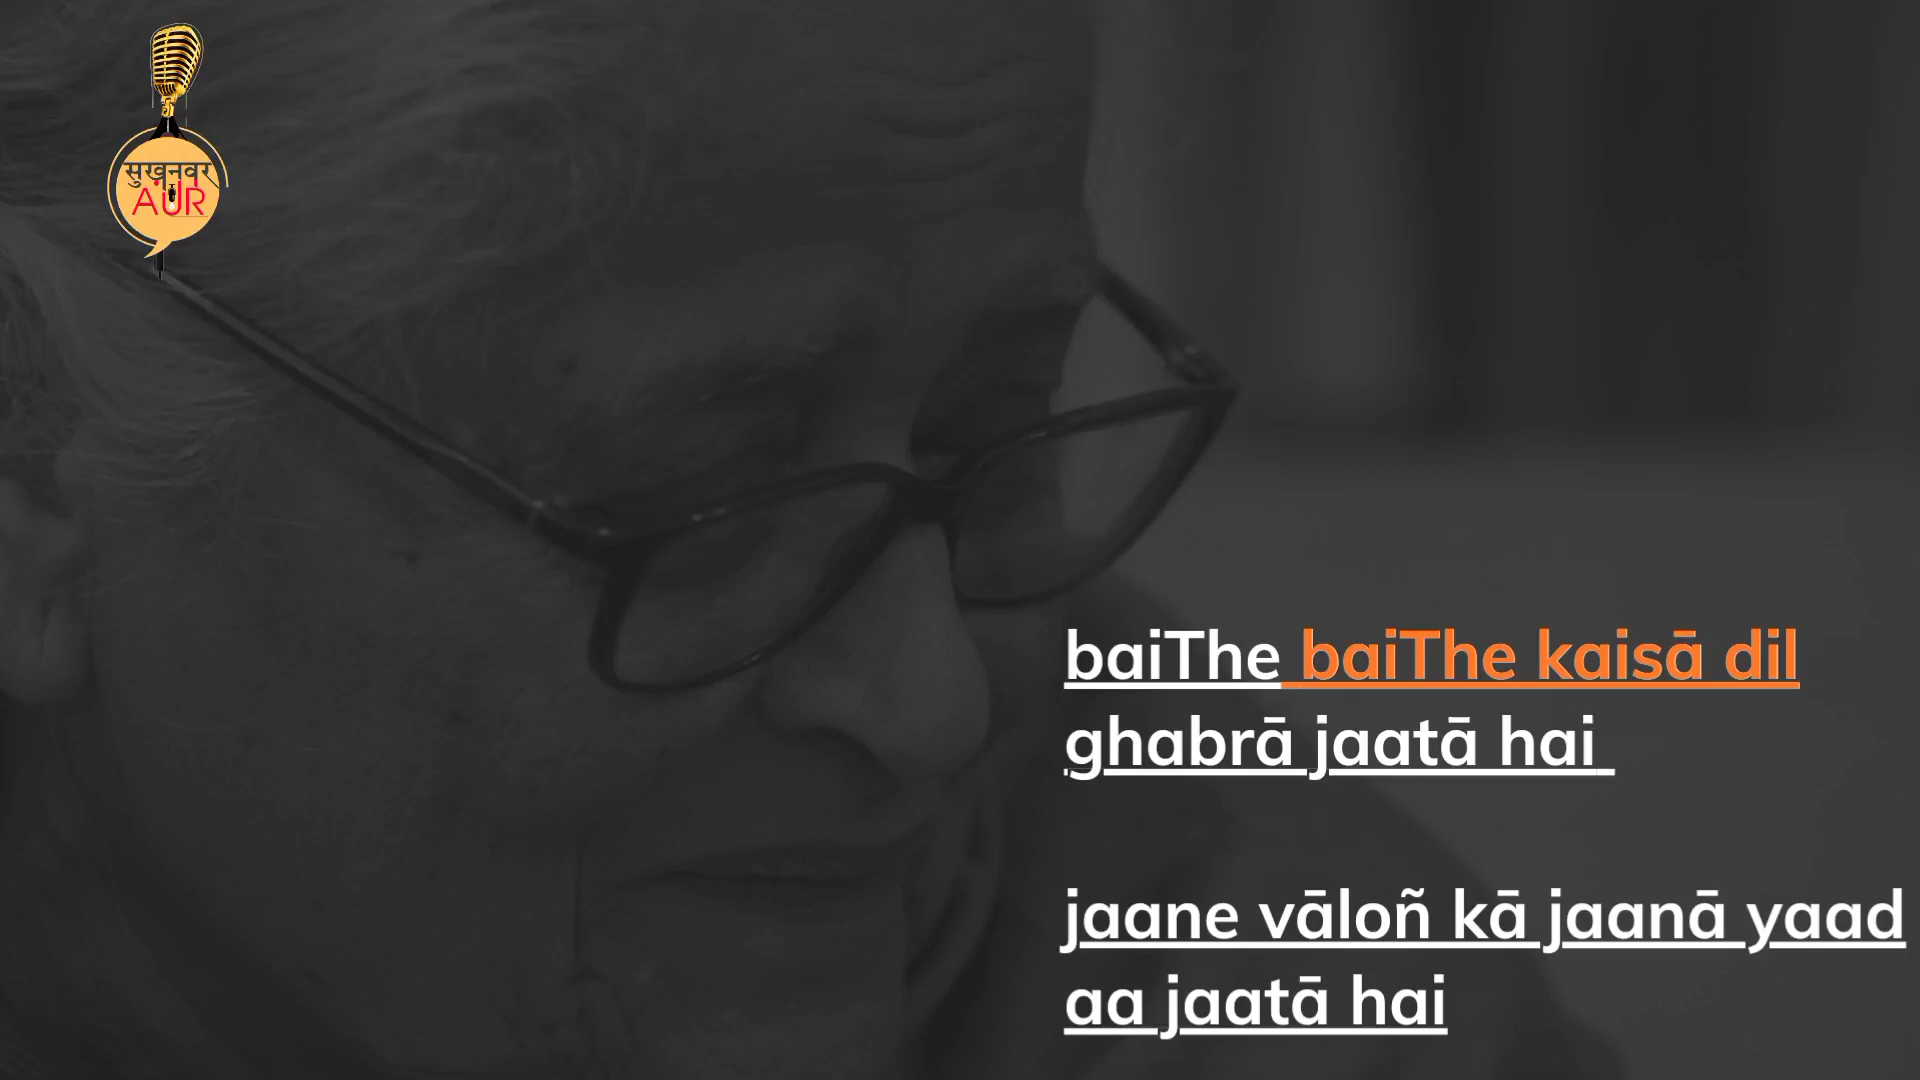 सुख़नवर
AUR
baiThe baiThe kaisā dil
ghabrā jaatā hai
jaane vāloñ kā jaanā yaad
aa jaatā hai